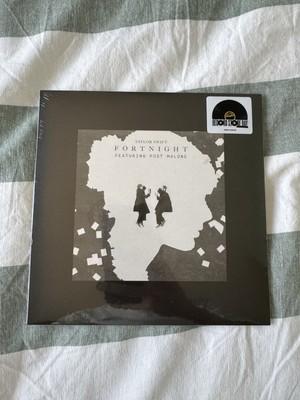 TAYLOR SWIFT
FORTNIGHT
FEATURING POST MALONE